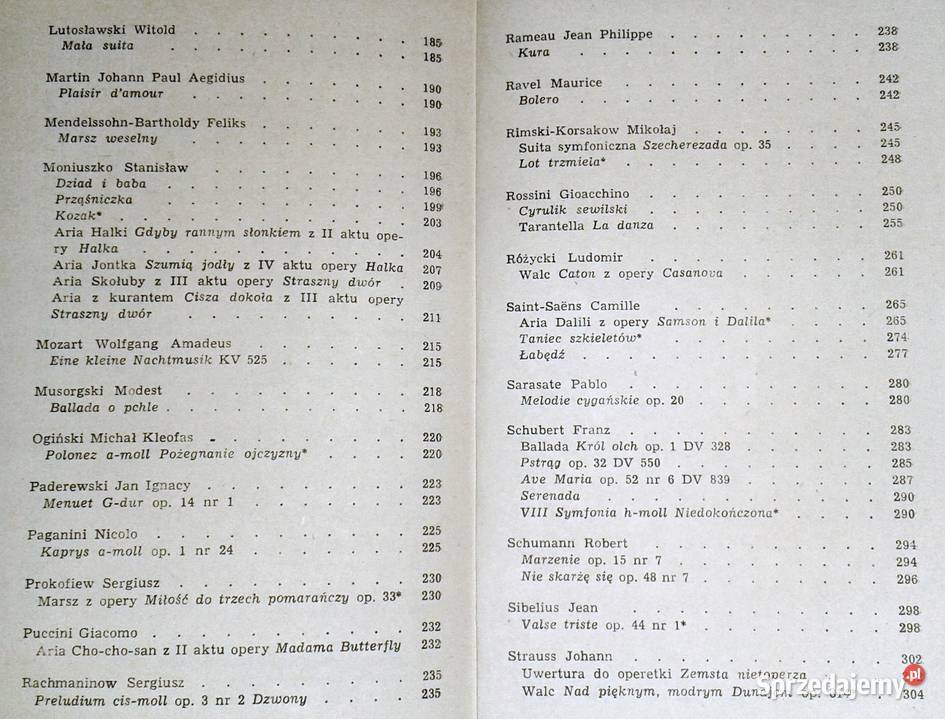 Lutosławski Witold . . . . . . . . . 185
Mała suita . . . . . . . . . . 185
Martin Johann Paul Aegidius . . . . . . . 190
Plaisir d'amour . . . . . . . . . . 190
Mendelssohn-Bartholdy Feliks . . . . . . 193
Marsz weselny . . . . . . . . . 193
Moniuszko Stanisław . . . . . . . . 196
Dziad i baba . . . . . . . . . 196
Prząśniczka . . . . . . . . . . 199
Kozak* . . . . . . . . . . . 203
Aria Halki Gdyby rannym słonkiem z II aktu ope-
ry Halka . . . . . . . . . . 204
Aria Jontka Szumią jodły z IV aktu opery Halka 207
Aria Skołuby z III aktu opery Straszny dwór . 209
Aria z kurantem Cisza dokoła z III aktu opery
Straszny dwór . . . . . . . . 211
Mozart Wolfgang Amadeus . . . . . . 215
Eine kleine Nachtmusik KV 525 . . . . . 215
Musorgski Modest . . . . . . . . . 218
Ballada o pchle . . . . . . . . . 218
Ogiński Michał Kleofas . . . . . . . . 220
Polonez a-moll Pożegnanie ojczyzny* . . . . 220
Paderewski Jan Ignacy . . . . . . . 223
Menuet G-dur op. 14 nr 1 . . . . . . . 223
Paganini Nicolo . . . . . . . . . 225
Kaprys a-moll op. 1 nr 24 . . . . . . 225
Prokofiew Sergiusz . . . . . . . . 230
Marsz z opery Miłość do trzech pomarańczy op. 33* 230
Puccini Giacomo . . . . . . . . . 232
Aria Cho-cho-san z II aktu opery Madama Butterfly 232
Rachmaninow Sergiusz . . . . . . . 235
Preludium cis-moll op. 3 nr 2 Dzwony . . . . 235
Rameau Jean Philippe . . . . . . . . 238
Kura . . . . . . . . . . . 238
Ravel Maurice . . . . . . . . . 242
Bolero . . . . . . . . . . . 242
Rimski-Korsakow Mikołaj . . . . . . . 245
Suita symfoniczna Szecherezada op. 35 . . . . 245
Lot trzmiela* . . . . . . . . . 248
Rossini Gioacchino . . . . . . . . 250
Cyrulik sewilski . . . . . . . . 250
Tarantella La danza . . . . . . . . 255
Różycki Ludomir . . . . . . . . 261
Walc Caton z opery Casanova . . . . . 261
Saint-Saëns Camille . . . . . . . . 265
Aria Dalili z opery Samson i Dalila* . . . . 265
Taniec szkieletów* . . . . . . . . 274
Łabędź . . . . . . . . . . 277
Sarasate Pablo . . . . . . . . . 280
Melodie cygańskie op. 20 . . . . . . . 280
Schubert Franz . . . . . . . . . 283
Ballada Król olch op. 1 DV 328 . . . . . 283
Pstrąg op. 32 DV 550 . . . . . . . 285
Ave Maria op. 52 nr 6 DV 839 . . . . . 287
Serenada . . . . . . . . . . 290
VIII Symfonia h-moll Niedokończona* . . . . 290
Schumann Robert . . . . . . . . 294
Marzenie op. 15 nr 7 . . . . . . . 294
Nie skarżę się op. 48 nr 7 . . . . . . 296
Sibelius Jean . . . . . . . . . 298
Valse triste op. 44 nr 1* . . . . . . . 298
Strauss Johann . . . . . . . . . 302
Uwertura do operetki Zemsta nietoperza
Walc Nad pięknym, modrym Dunajem op. 314 . 304
Sprzedajemy.pl